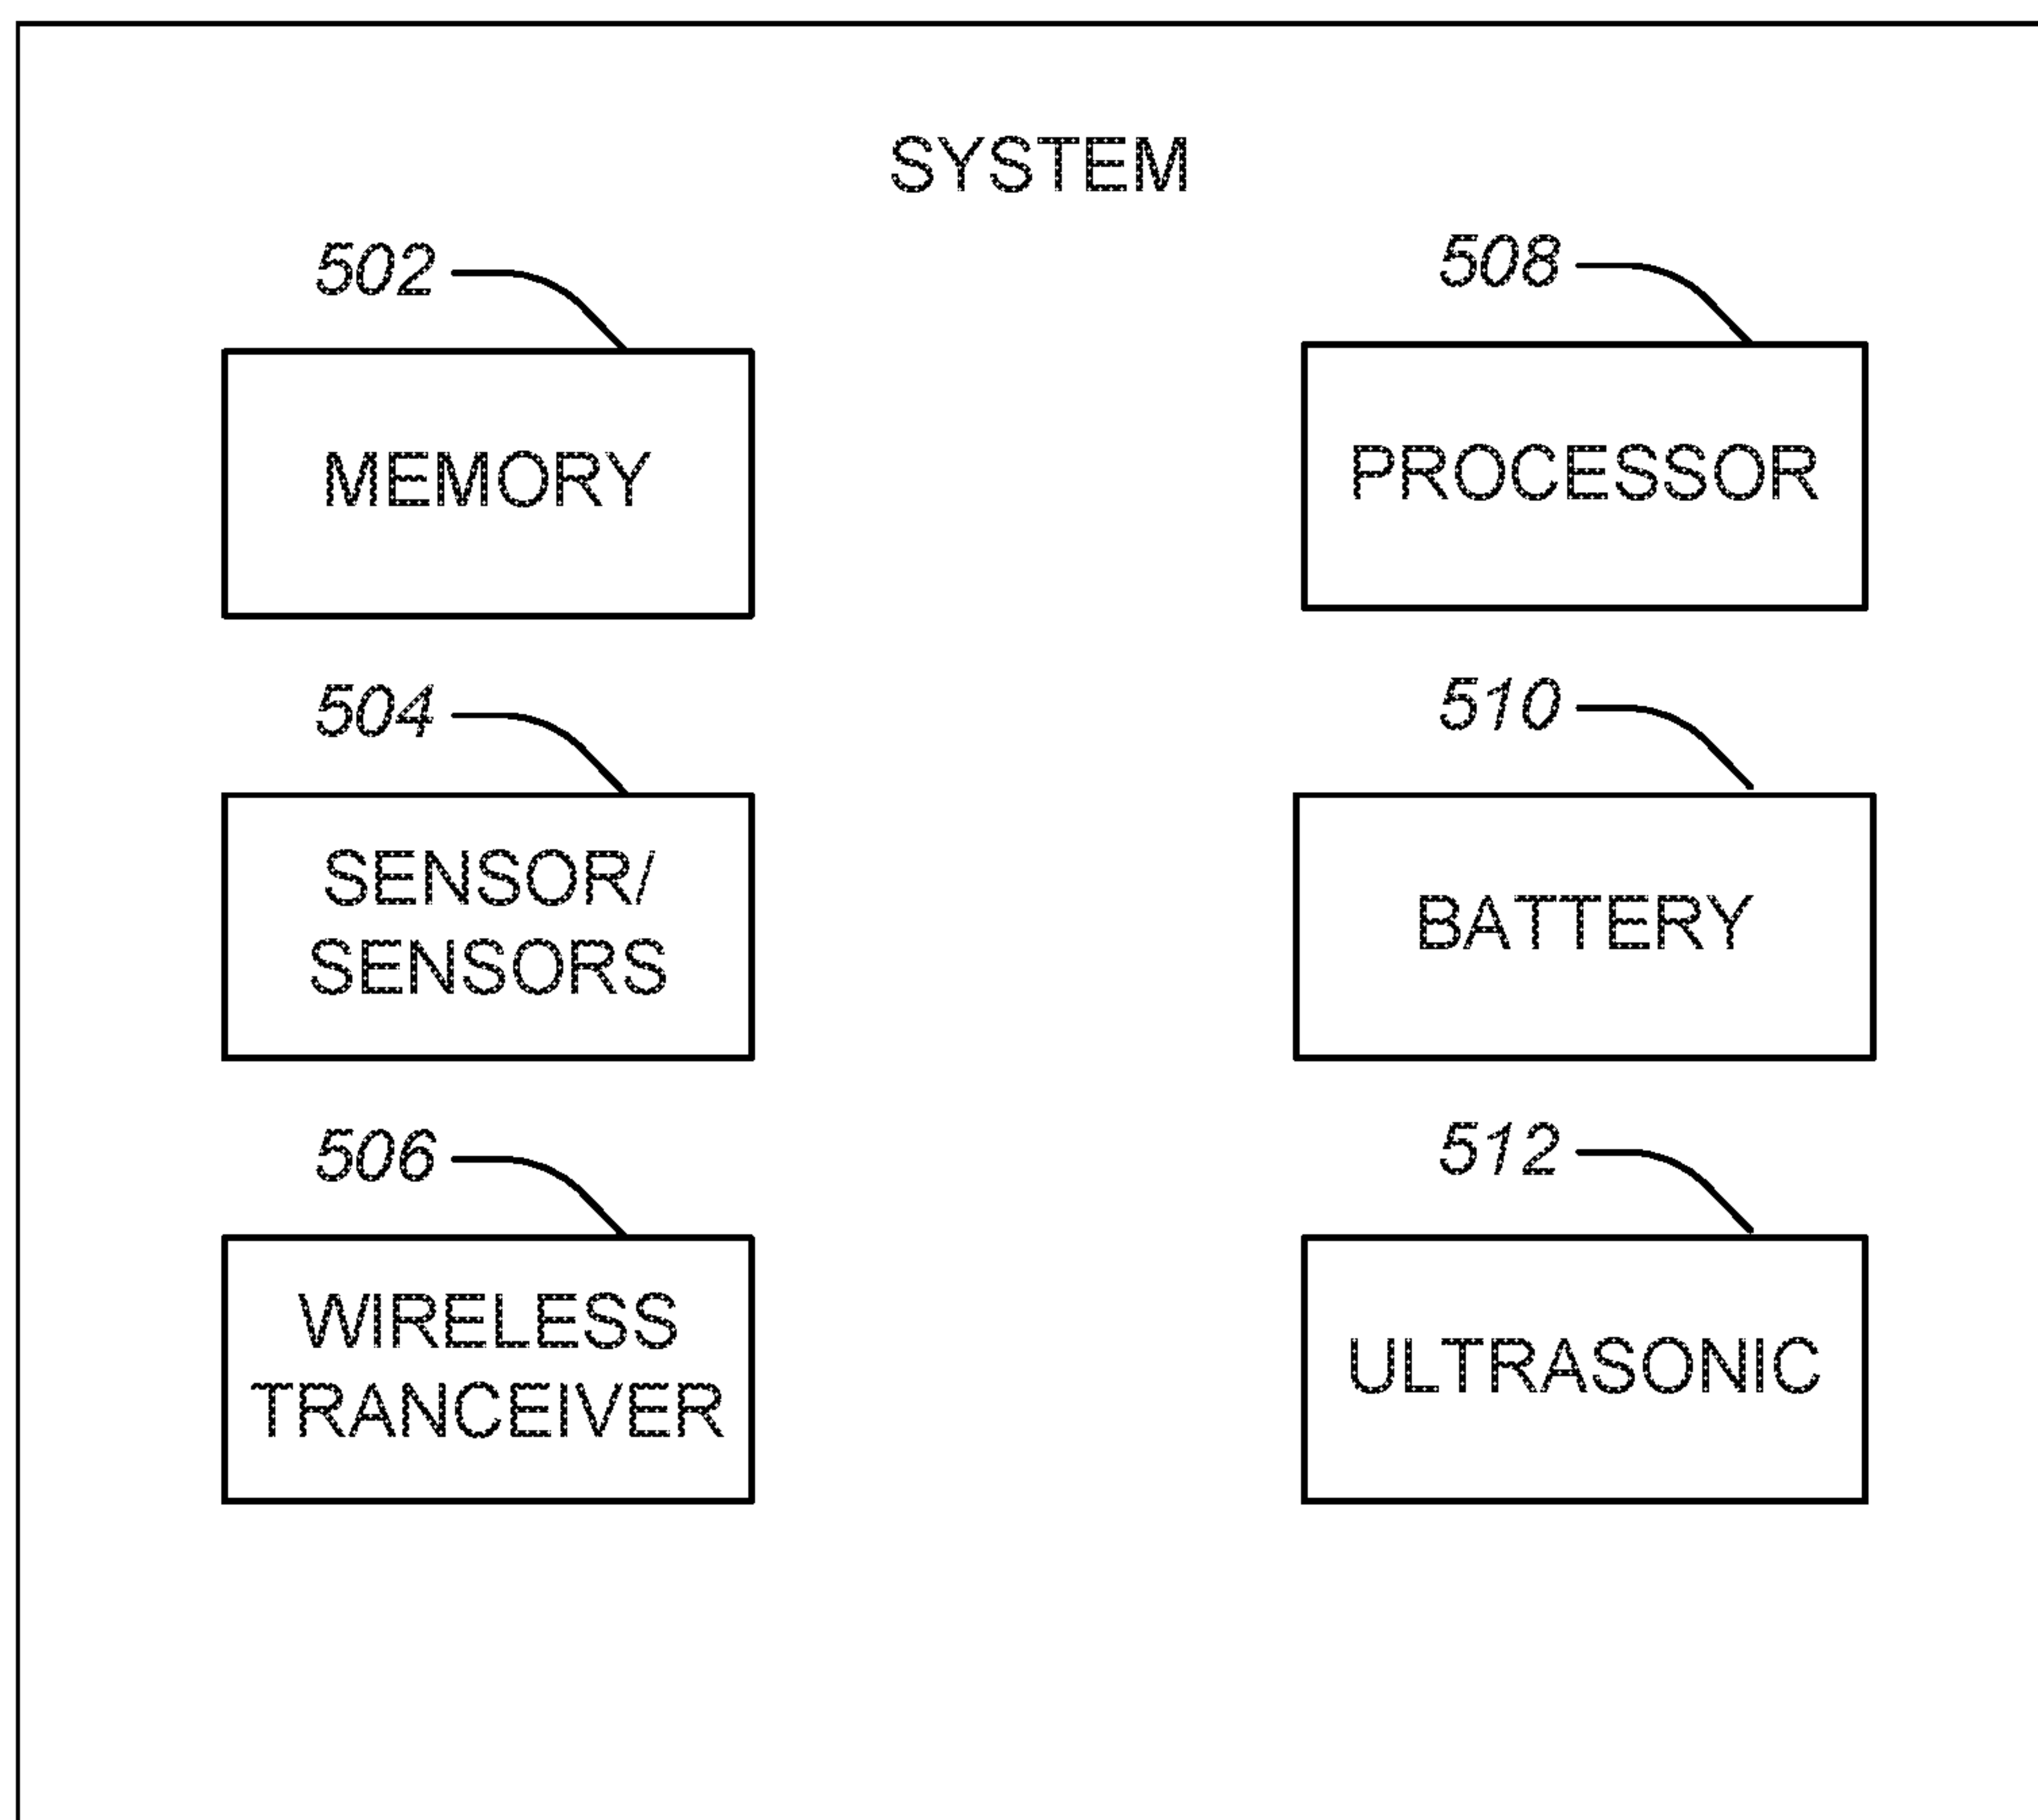 SYSTEM
502
MEMORY
508
PROCESSOR
504
SENSOR/
SENSORS
510
BATTERY
506
WIRELESS
TRANCEIVER
512
ULTRASONIC